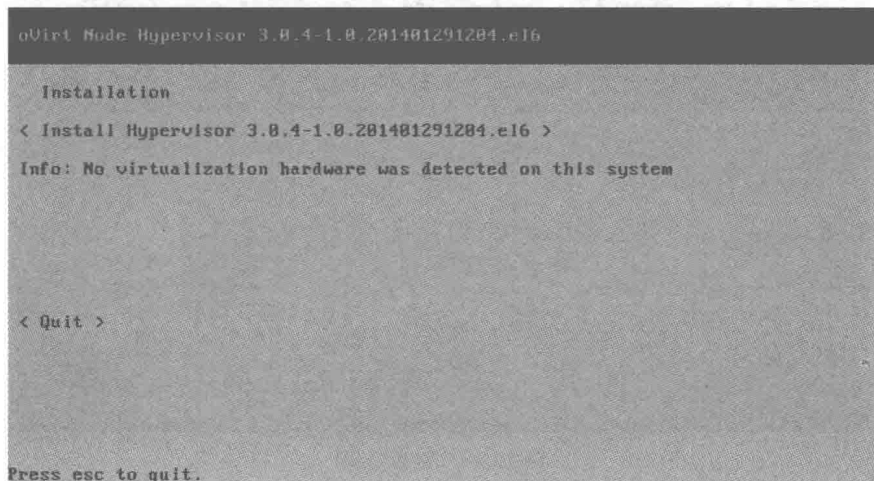 oVirt Node Hypervisor 3.0.4-1.0.201401291204.el6
Installation
< Install Hypervisor 3.0.4-1.0.201401291204.el6 >
Info: No virtualization hardware was detected on this system
< Quit >
Press esc to quit.